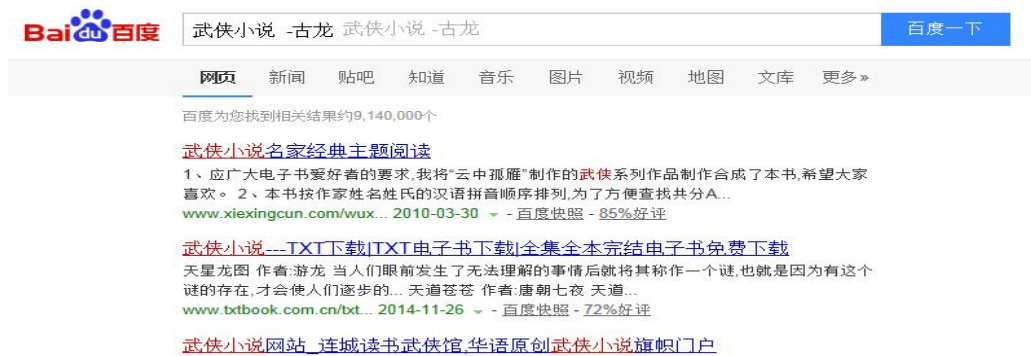 Bai du 百度
武侠小说 -古龙 武侠小说 -古龙
百度一下
网页 新闻 贴吧 知道 音乐 图片 视频 地图 文库 更多»
百度为您找到相关结果约9,140,000个
武侠小说名家经典主题阅读
1、应广大电子书爱好者的要求,我将“云中孤雁”制作的武侠系列作品制作合成了本书,希望大家
喜欢。 2、本书按作家姓名姓氏的汉语拼音顺序排列,为了方便查找共分A...
www.xiexingcun.com/wux... 2010-03-30 - 百度快照 - 85%好评
武侠小说---TXT下载|TXT电子书下载|全集全本完结电子书免费下载
天星龙图 作者:游龙 当人们眼前发生了无法理解的事情后就将其称作一个谜,也就是因为有这个
谜的存在,才会使人们逐步的... 天道苍苍 作者:唐朝七夜 天道...
www.txtbook.com.cn/txt... 2014-11-26 - 百度快照 - 72%好评
武侠小说网站_连城读书武侠馆,华语原创武侠小说旗帜门户